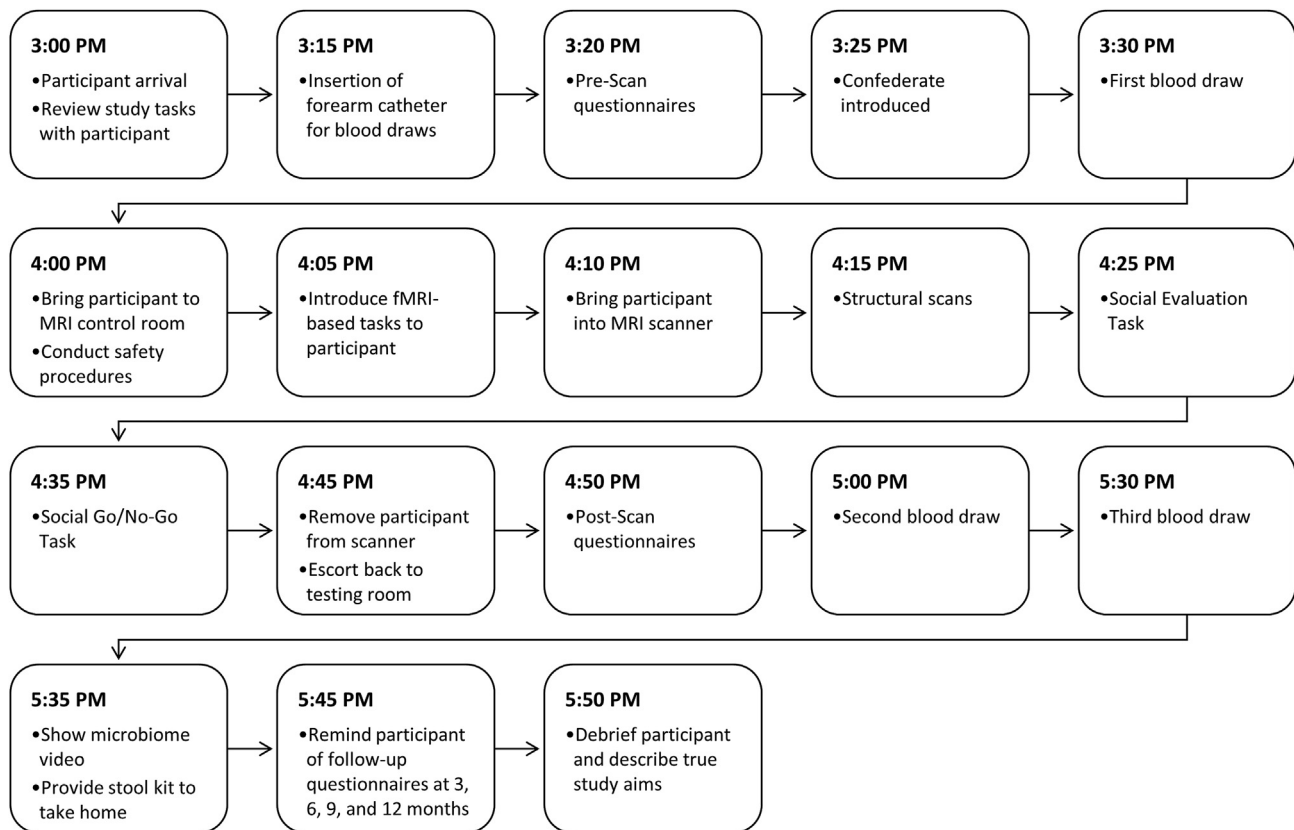 3:00 PM
•Participant arrival
•Review study tasks
with participant
3:15 PM
•Insertion of
forearm catheter
for blood draws
3:20 PM
•Pre-Scan
questionnaires
3:25 PM
•Confederate
introduced
3:30 PM
•First blood draw
4:00 PM
•Bring participant to
MRI control room
•Conduct safety
procedures
4:05 PM
•Introduce fMRI-
based tasks to
participant
4:10 PM
•Bring participant
into MRI scanner
4:15 PM
•Structural scans
4:25 PM
•Social Evaluation
Task
4:35 PM
•Social Go/No-Go
Task
4:45 PM
•Remove participant
from scanner
•Escort back to
testing room
4:50 PM
•Post-Scan
questionnaires
5:00 PM
•Second blood draw
5:30 PM
•Third blood draw
5:35 PM
•Show microbiome
video
•Provide stool kit to
take home
5:45 PM
•Remind participant
of follow-up
questionnaires at 3,
6, 9, and 12 months
5:50 PM
•Debrief participant
and describe true
study aims